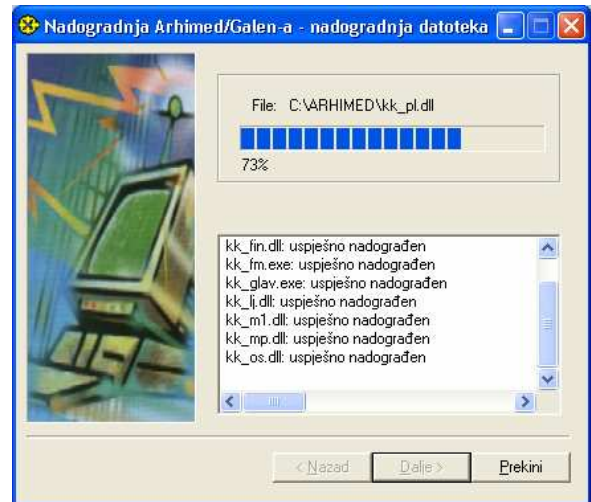 Nadogradnja Arhimed/Galen-a - nadogradnja datoteka
File: C:\ARHIMED\kk_pl.dll
73%
kk_fin.dll: uspješno nadograđen
kk_fm.exe: uspješno nadograđen
kk_glav.exe: uspješno nadograđen
kk_lj.dll: uspješno nadograđen
kk_m1.dll: uspješno nadograđen
kk_mp.dll: uspješno nadograđen
kk_os.dll: uspješno nadograđen
< Nazad Dalje > Prekini